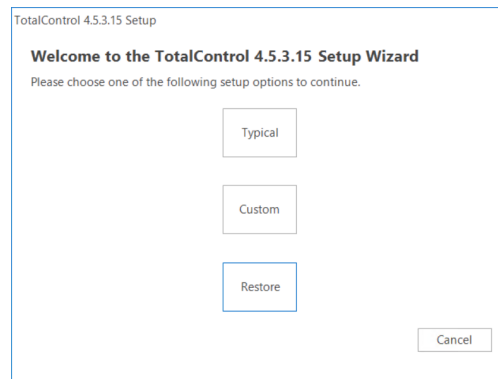 TotalControl 4.5.3.15 Setup
Welcome to the TotalControl 4.5.3.15 Setup Wizard
Please choose one of the following setup options to continue.
Typical
Custom
Restore
Cancel